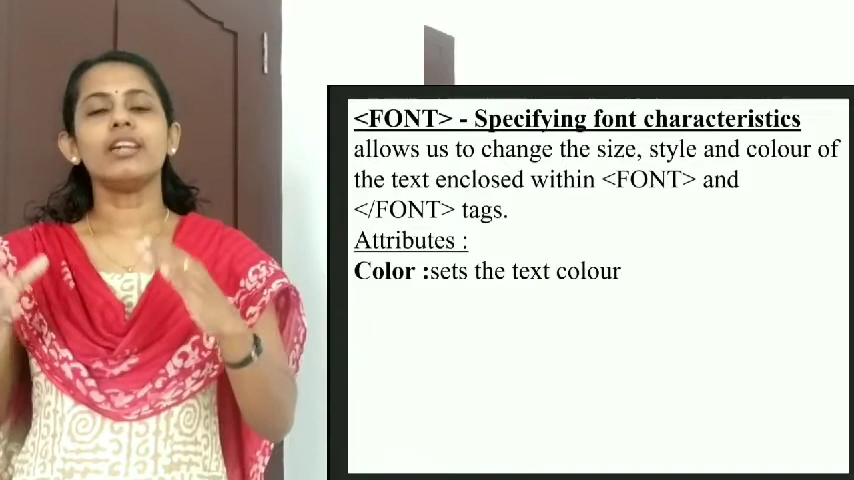 <FONT> - Specifying font characteristics
allows us to change the size, style and colour of
the text enclosed within <FONT> and
</FONT> tags.
Attributes :
Color :sets the text colour